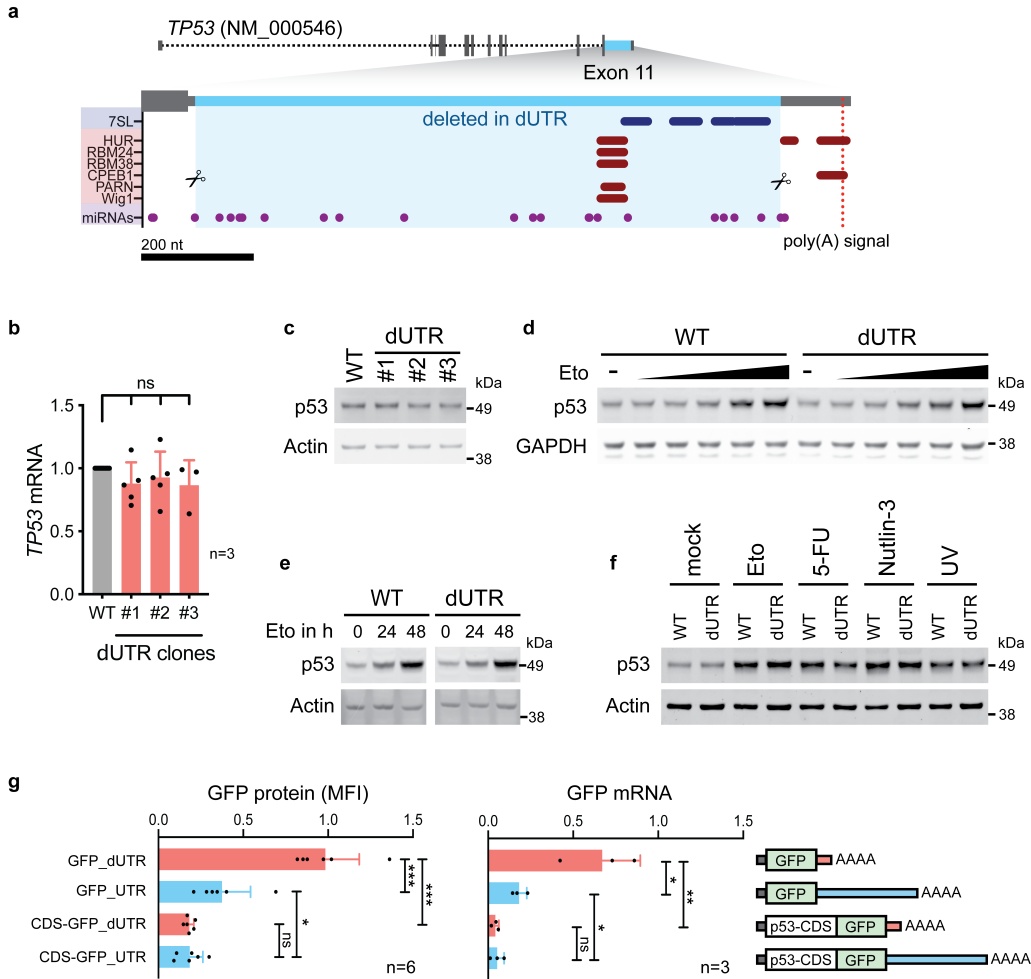 a
TP53 (NM_000546)
Exon 11
deleted in dUTR
7SL
HUR
RBM24
RBM38
CPEB1
PARN
Wig1
miRNAs
poly(A) signal
200 nt
b
ns
1.5
1.0
0.5
0.0
TP53 mRNA
n=3
WT #1 #2 #3
dUTR clones
c
dUTR
WT #1 #2 #3
kDa
p53
49
Actin
38
d
WT dUTR
Eto – –
kDa
p53
49
GAPDH
38
e
WT dUTR
Eto in h 0 24 48 0 24 48
kDa
p53
49
Actin
38
f
mock Eto 5-FU Nutlin-3 UV
WT dUTR WT dUTR WT dUTR WT dUTR WT dUTR
kDa
p53
49
Actin
38
g
GFP protein (MFI) GFP mRNA
0.0 0.5 1.0 1.5 0.0 0.5 1.0 1.5
GFP_dUTR
GFP_UTR
CDS-GFP_dUTR
CDS-GFP_UTR
*** *** * ns
n=6
* ** * ns
n=3
GFP AAAA
GFP AAAA
p53-CDS GFP AAAA
p53-CDS GFP AAAA